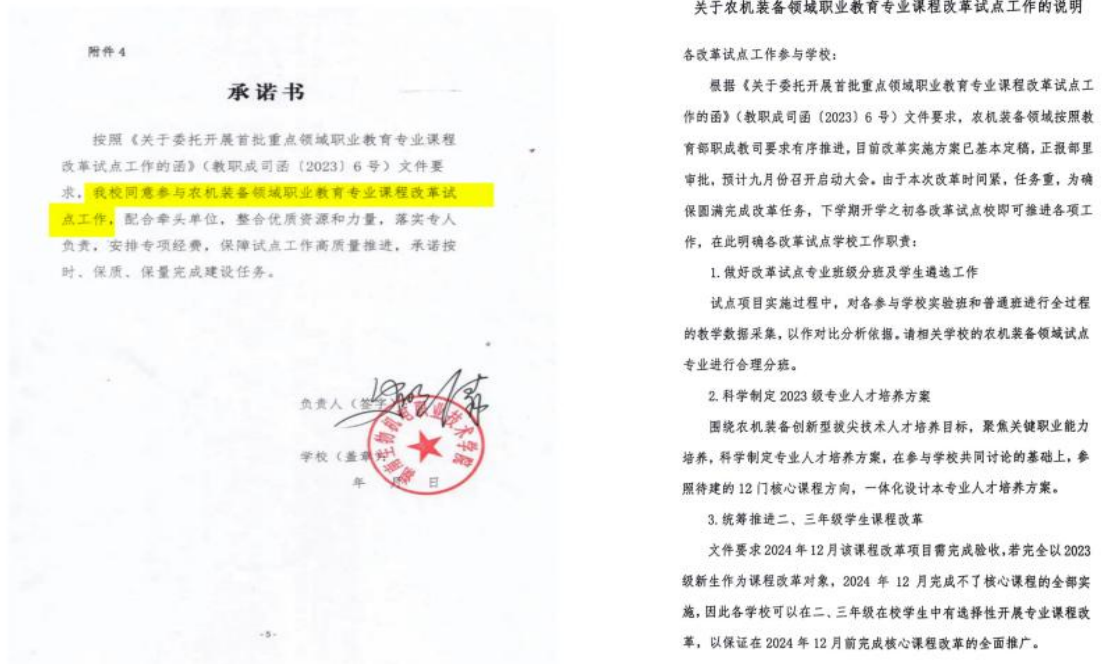 附件 4
承诺书
按照《关于委托开展首批重点领域职业教育专业课程
改革试点工作的函》（教职成司函〔2023〕6 号）文件要
求，我校同意参与农机装备领域职业教育专业课程改革试
点工作，配合牵头单位，整合优质资源和力量，落实专人
负责，安排专项经费，保障试点工作高质量推进，承诺按
时、保质、保量完成建设任务。
负责人（签字
学校（盖章）
年 月 日
湖南生物机电职业技术学院
-5-
关于农机装备领域职业教育专业课程改革试点工作的说明
各改革试点工作参与学校：
根据《关于委托开展首批重点领域职业教育专业课程改革试点工
作的函》（教职成司函〔2023〕6 号）文件要求，农机装备领域按照教
育部职成教司要求有序推进，目前改革实施方案已基本定稿，正报部里
审批，预计九月份召开启动大会。由于本次改革时间紧，任务重，为确
保圆满完成改革任务，下学期开学之初各改革试点校即可推进各项工
作，在此明确各改革试点学校工作职责：
1.做好改革试点专业班级分班及学生遴选工作
试点项目实施过程中，对各参与学校实验班和普通班进行全过程
的教学数据采集，以作对比分析依据。请相关学校的农机装备领域试点
专业进行合理分班。
2.科学制定 2023 级专业人才培养方案
围绕农机装备创新型拔尖技术人才培养目标，聚焦关键职业能力
培养，科学制定专业人才培养方案，在参与学校共同讨论的基础上，参
照待建的 12 门核心课程方向，一体化设计本专业人才培养方案。
3.统筹推进二、三年级学生课程改革
文件要求 2024 年 12 月该课程改革项目需完成验收，若完全以 2023
级新生作为课程改革对象，2024 年 12 月完成不了核心课程的全部实
施，因此各学校可以在二、三年级在校学生中有选择性开展专业课程改
革，以保证在 2024 年 12 月前完成核心课程改革的全面推广。